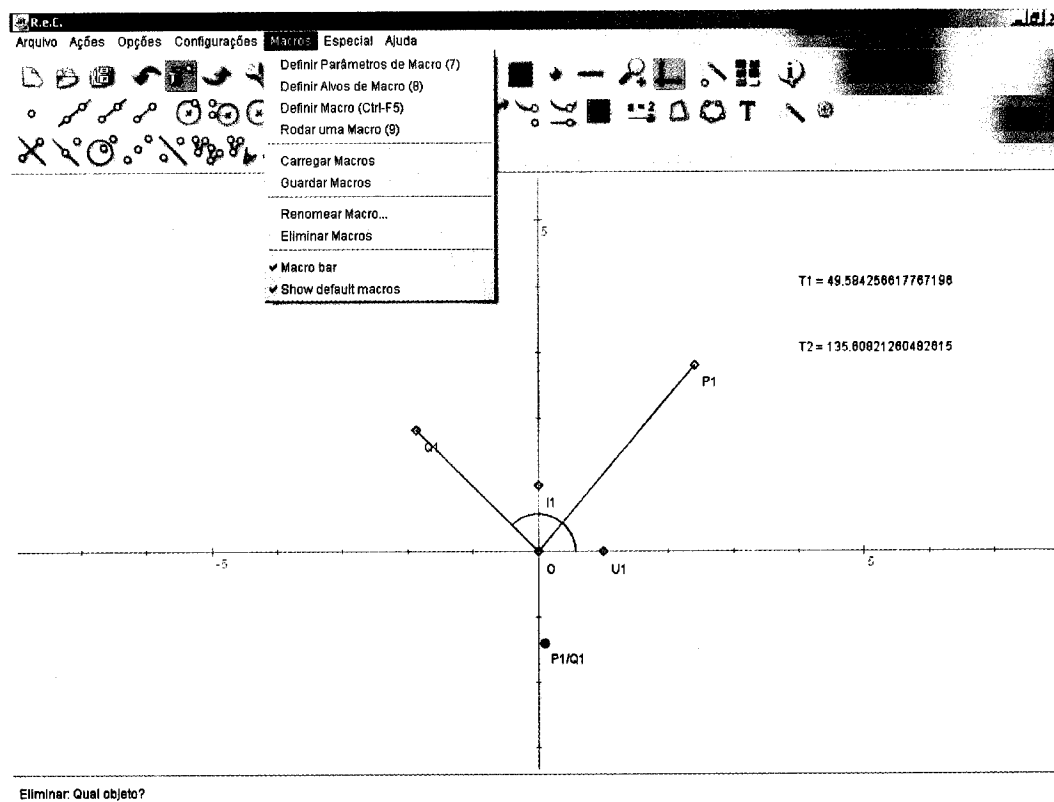 R.e.C.
Arquivo Ações Opções Configurações Macros Especial Ajuda
Definir Parâmetros de Macro (7)
Definir Alvos de Macro (8)
Definir Macro (Ctrl-F5)
Rodar uma Macro (9)
Carregar Macros
Guardar Macros
Renomear Macro...
Eliminar Macros
Macro bar
Show default macros
5
T1 = 49.584256617767196
T2 = 135.60821260482615
P1
Q1
I1
-5
O
U1
5
P1/Q1
Eliminar: Qual objeto?